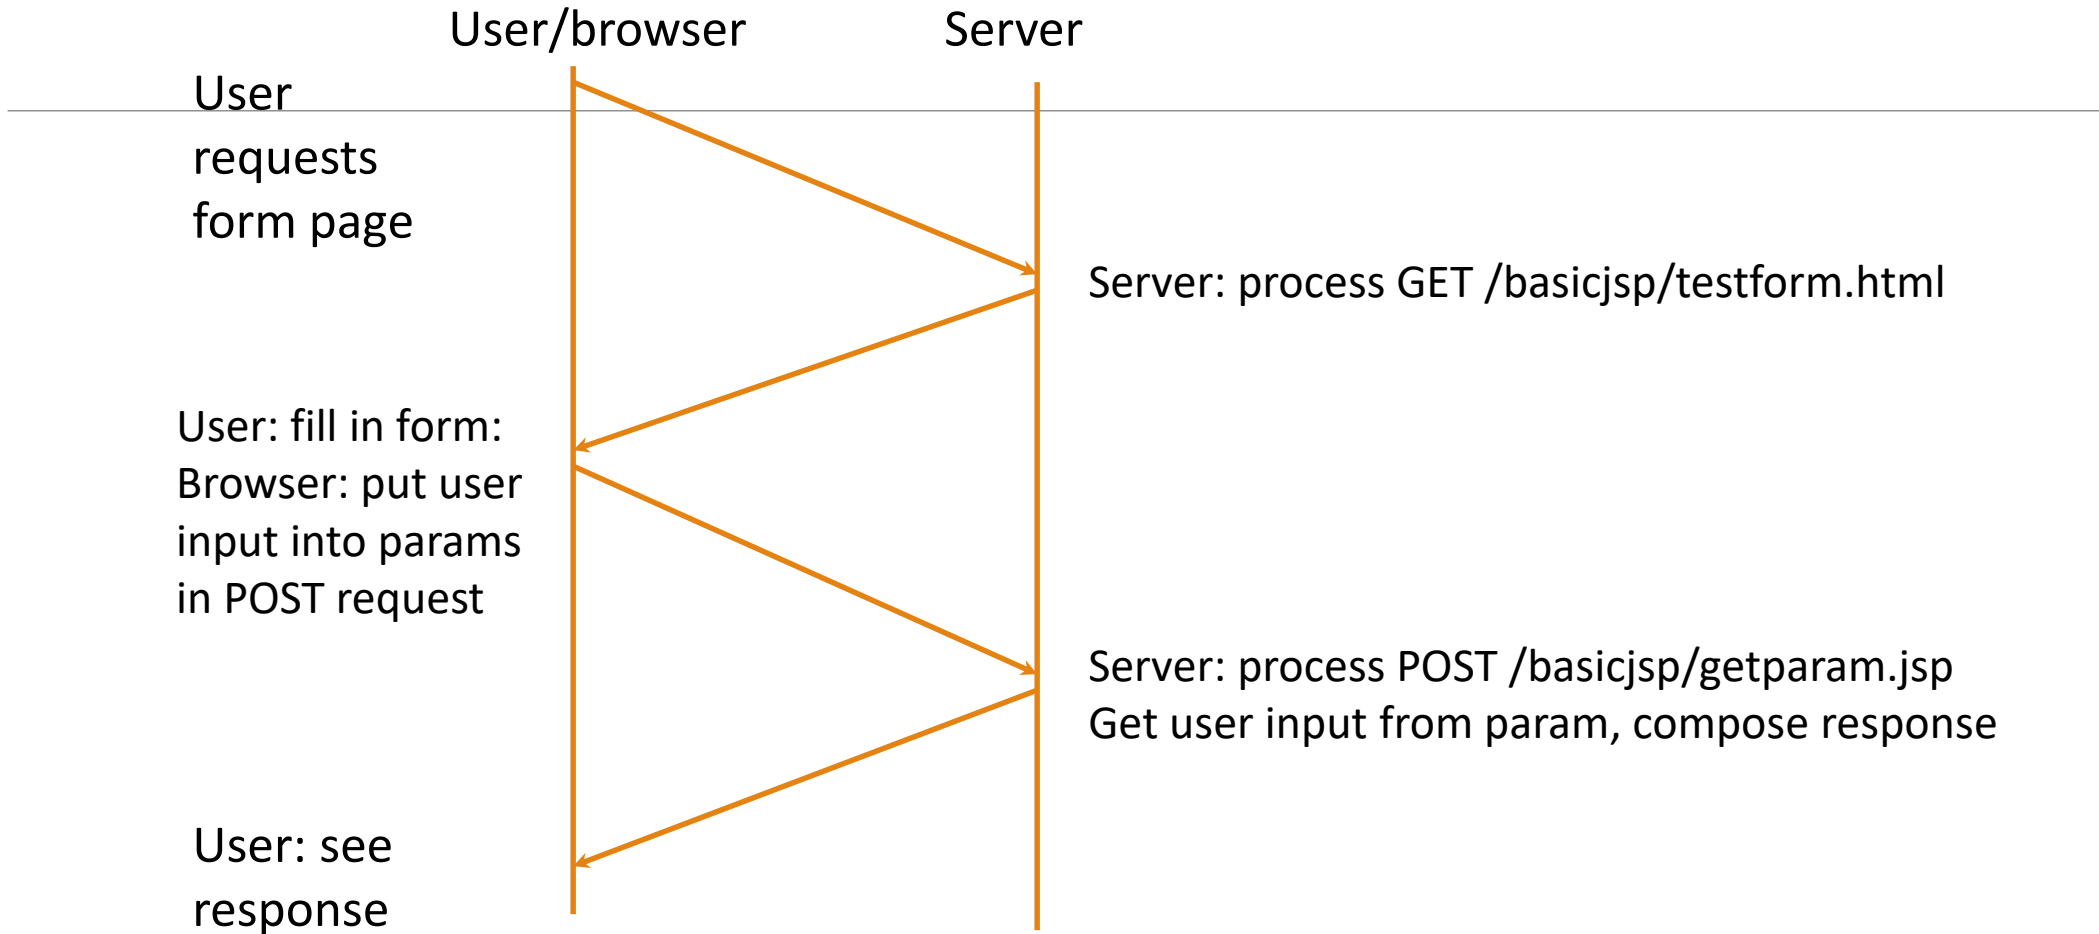 User/browser
Server
User
requests
form page
Server: process GET /basicjsp/testform.html
User: fill in form:
Browser: put user
input into params
in POST request
Server: process POST /basicjsp/getparam.jsp
Get user input from param, compose response
User: see
response